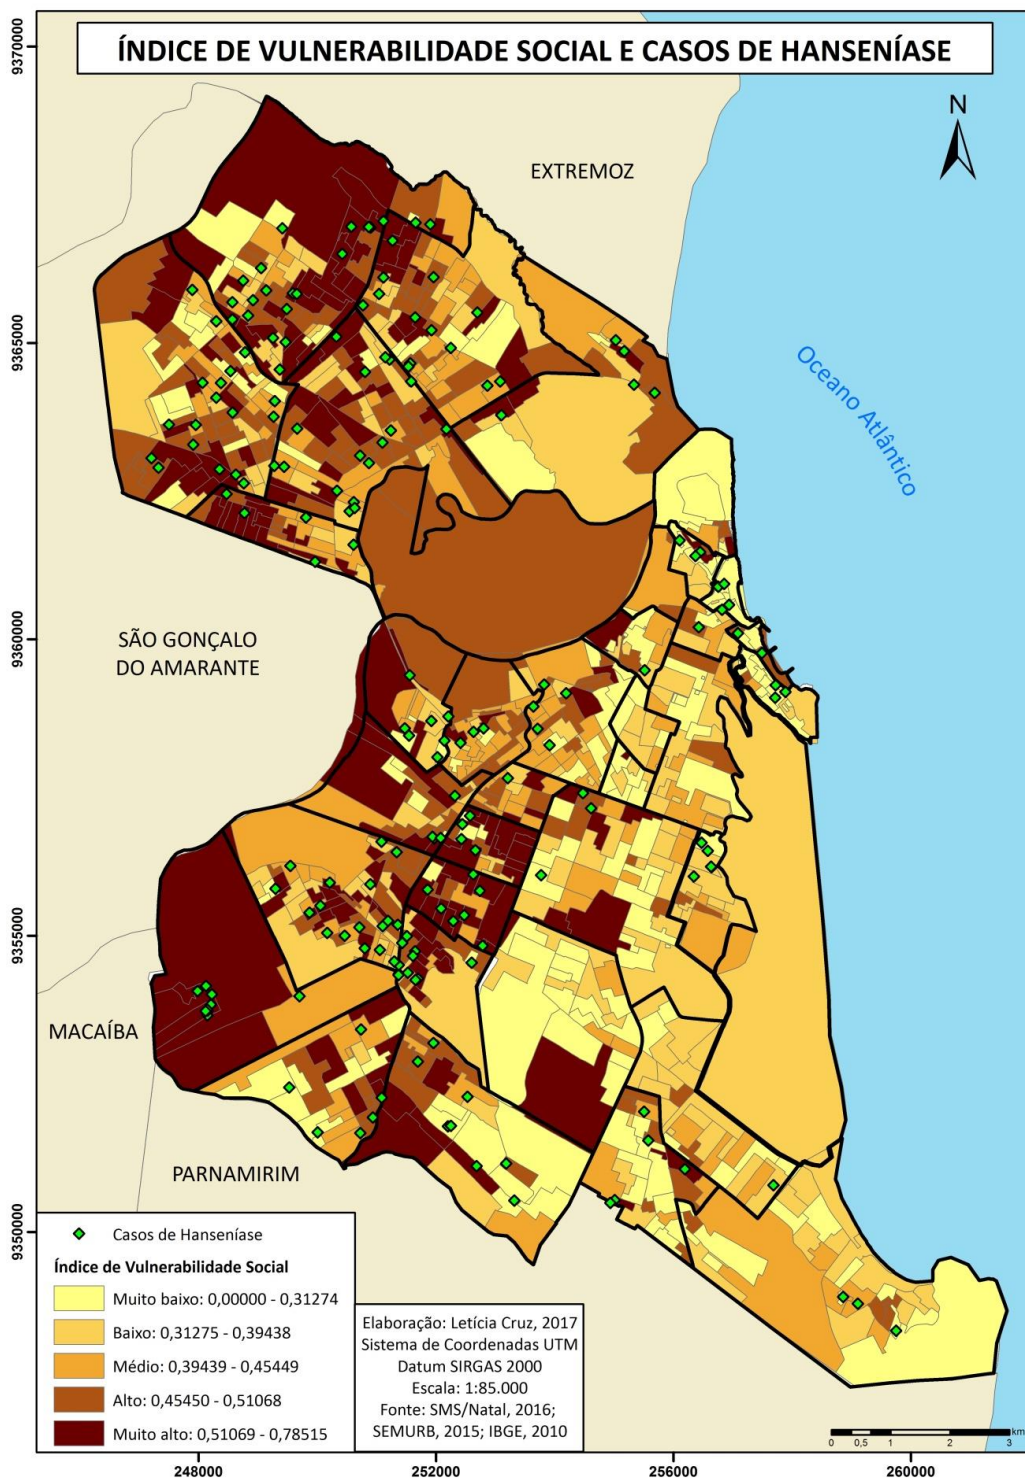 ÍNDICE DE VULNERABILIDADE SOCIAL E CASOS DE HANSENÍASE
N
EXTREMOZ
Oceano Atlântico
SÃO GONÇALO
DO AMARANTE
MACAÍBA
PARNAMIRIM
9370000
9365000
9360000
9355000
9350000
Casos de Hanseníase
Índice de Vulnerabilidade Social
Muito baixo: 0,00000 - 0,31274
Baixo: 0,31275 - 0,39438
Médio: 0,39439 - 0,45449
Alto: 0,45450 - 0,51068
Muito alto: 0,51069 - 0,78515
Elaboração: Letícia Cruz, 2017
Sistema de Coordenadas UTM
Datum SIRGAS 2000
Escala: 1:85.000
Fonte: SMS/Natal, 2016;
SEMURB, 2015; IBGE, 2010
km
0 0,5 1 2 3
248000 252000 256000 260000